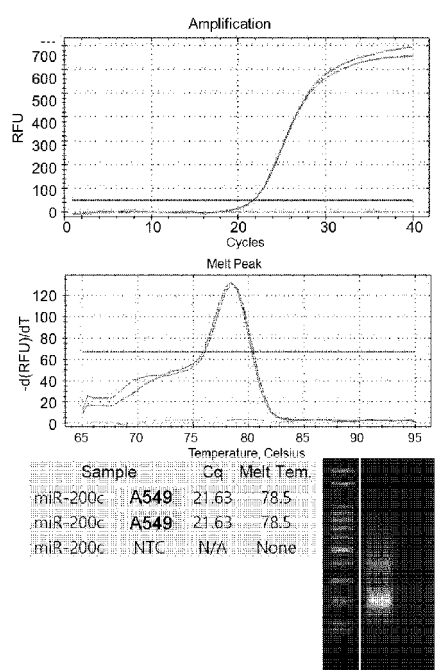 Amplification
700
600
500
400
300
200
100
0
RFU
0 10 20 30 40
Cycles
Melt Peak
120
100
80
60
40
20
0
-d(RFU)/dT
65 70 75 80 85 90 95
Temperature, Celsius
Sample Cq Melt Tem.
miR-200c A549 21.63 78.5
miR-200c A549 21.63 78.5
miR-200c NTC N/A None